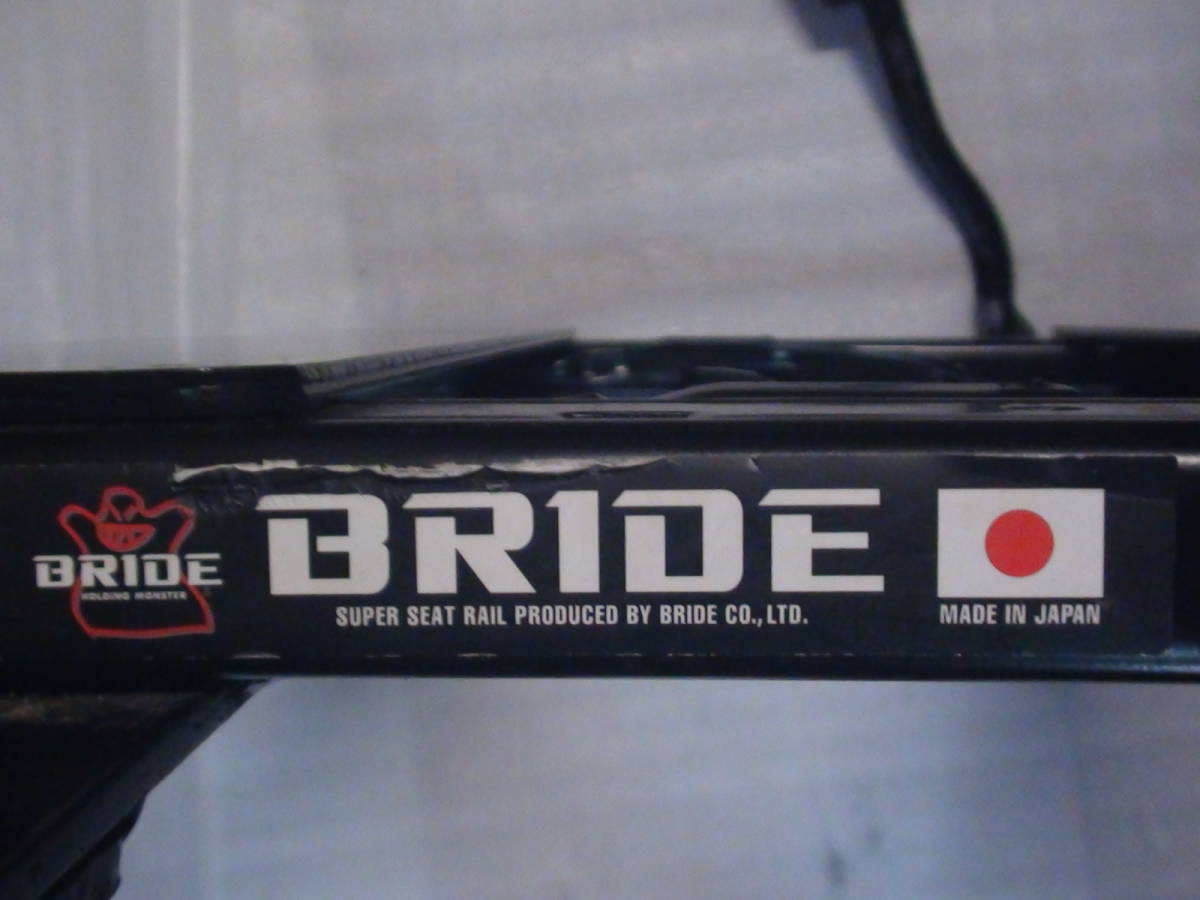 BRIDE
HOLDING MONSTER
BRIDE
SUPER SEAT RAIL PRODUCED BY BRIDE CO., LTD.
MADE IN JAPAN